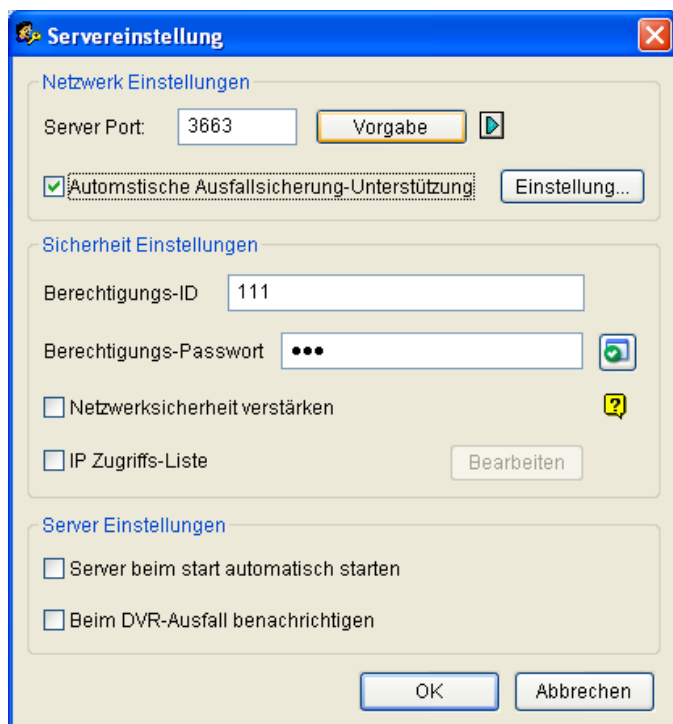 Servereinstellung
Netzwerk Einstellungen
Server Port: 3663 Vorgabe
Automstische Ausfallsicherung-Unterstützung Einstellung...
Sicherheit Einstellungen
Berechtigungs-ID 111
Berechtigungs-Passwort •••
Netzwerksicherheit verstärken ?
IP Zugriffs-Liste Bearbeiten
Server Einstellungen
Server beim start automatisch starten
Beim DVR-Ausfall benachrichtigen
OK Abbrechen